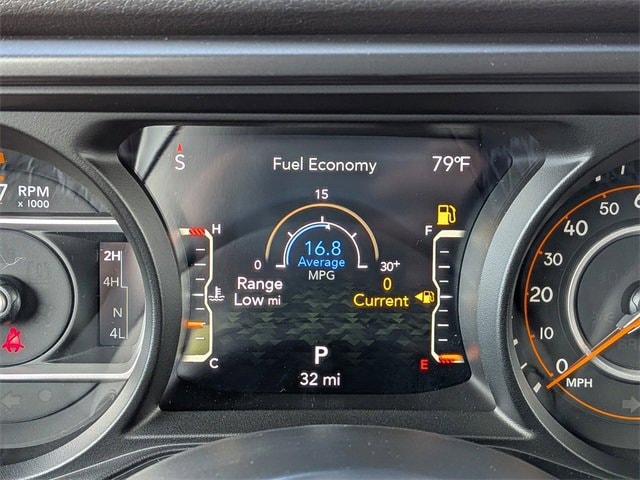 S
Fuel Economy
79°F
7 RPM
x 1000
15
H
F
16.8
Average
0
30+
MPG
Range
Low mi
0
Current
2H
4H
N
4L
C
E
P
32 mi
50
40
30
20
10
0
MPH